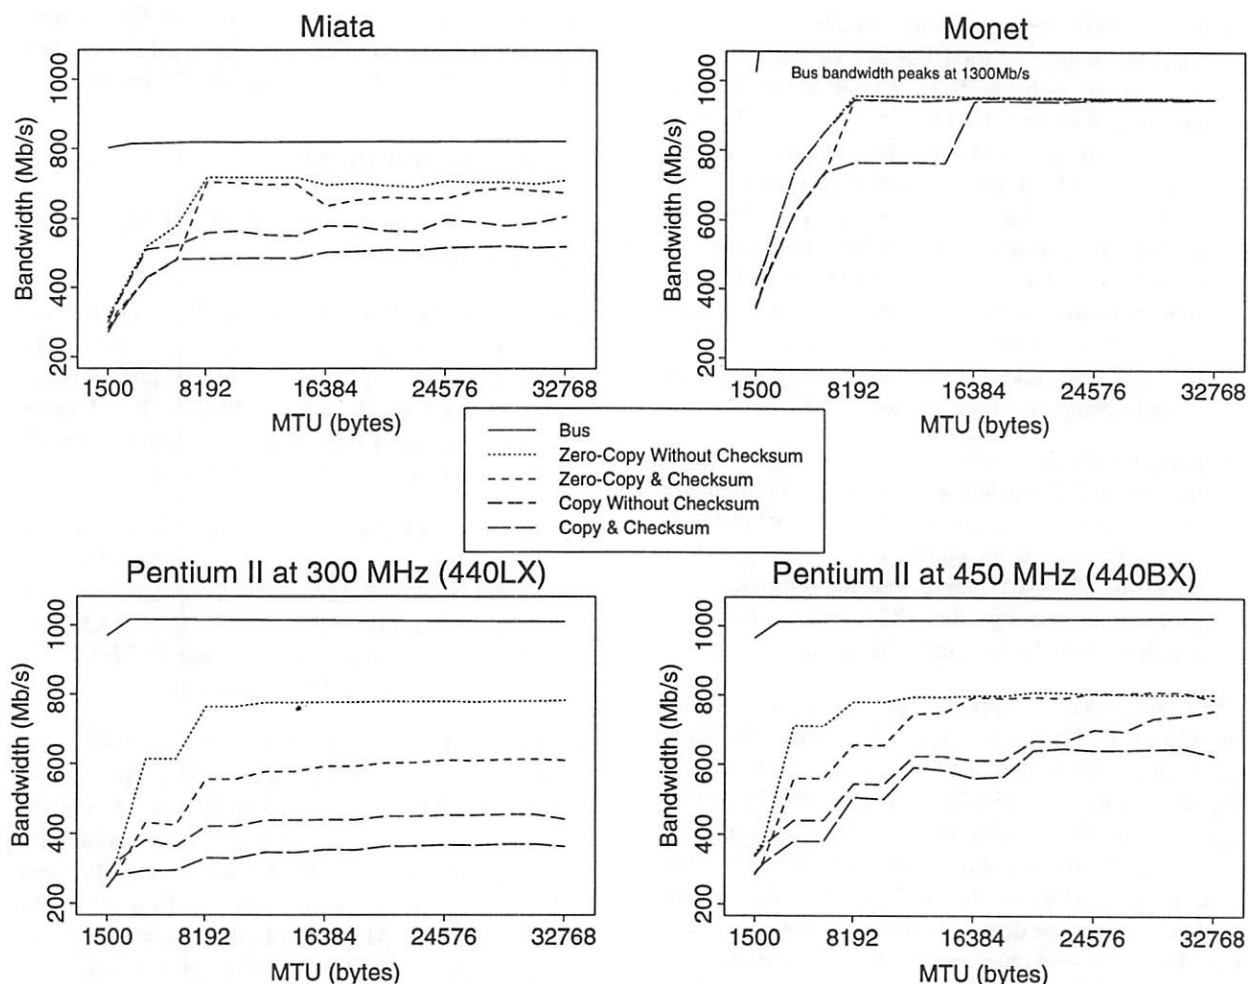 Miata
Bandwidth (Mb/s)
1000
800
600
400
200
1500 8192 16384 24576 32768
MTU (bytes)
Monet
Bus bandwidth peaks at 1300Mb/s
Bandwidth (Mb/s)
1000
800
600
400
200
1500 8192 16384 24576 32768
MTU (bytes)
Bus
Zero-Copy Without Checksum
Zero-Copy & Checksum
Copy Without Checksum
Copy & Checksum
Pentium II at 300 MHz (440LX)
Bandwidth (Mb/s)
1000
800
600
400
200
1500 8192 16384 24576 32768
MTU (bytes)
Pentium II at 450 MHz (440BX)
Bandwidth (Mb/s)
1000
800
600
400
200
1500 8192 16384 24576 32768
MTU (bytes)